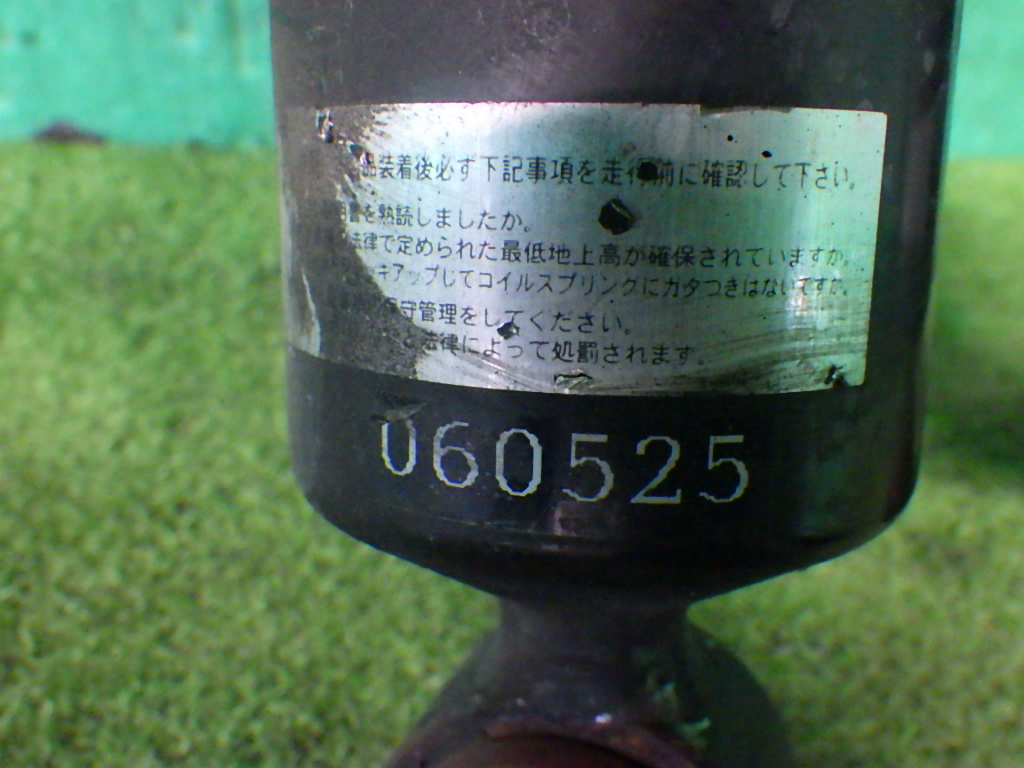 品装着後必ず下記事項を走行前に確認して下さい。
明書を熟読しましたか。
法律で定められた最低地上高が確保されていますか。
キアップしてコイルスプリングにガタつきはないですか。
守管理をしてください。
と法律によって処罰されます。
060525